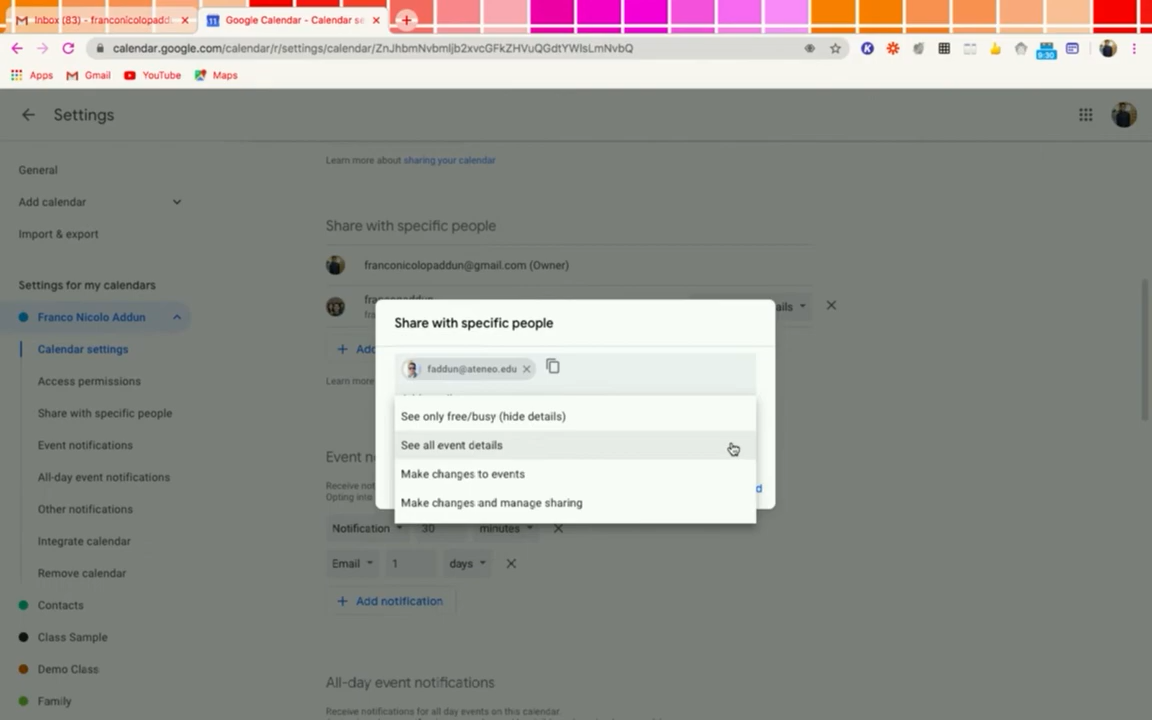 Inbox (83) - franconicolopadd
Google Calendar - Calendar se
calendar.google.com/calendar/r/settings/calendar/ZnJhbmNvbmljb2xvcGFkZHVuQGdtYWlsLmNvbQ
Apps
Gmail
YouTube
Maps
Settings
General
Add calendar
Import & export
Settings for my calendars
Franco Nicolo Addun
Calendar settings
Access permissions
Share with specific people
Event notifications
All-day event notifications
Other notifications
Integrate calendar
Remove calendar
Contacts
Class Sample
Demo Class
Family
Learn more about sharing your calendar
Share with specific people
franconicolopaddun@gmail.com (Owner)
ails
Add
Learn more
Share with specific people
faddun@ateneo.edu
See only free/busy (hide details)
See all event details
Make changes to events
Make changes and manage sharing
d
Event n
Receive not
Opting into
Notification 30 minutes
Email 1 days
Add notification
All-day event notifications
Receive notifications for all day events on this calendar.